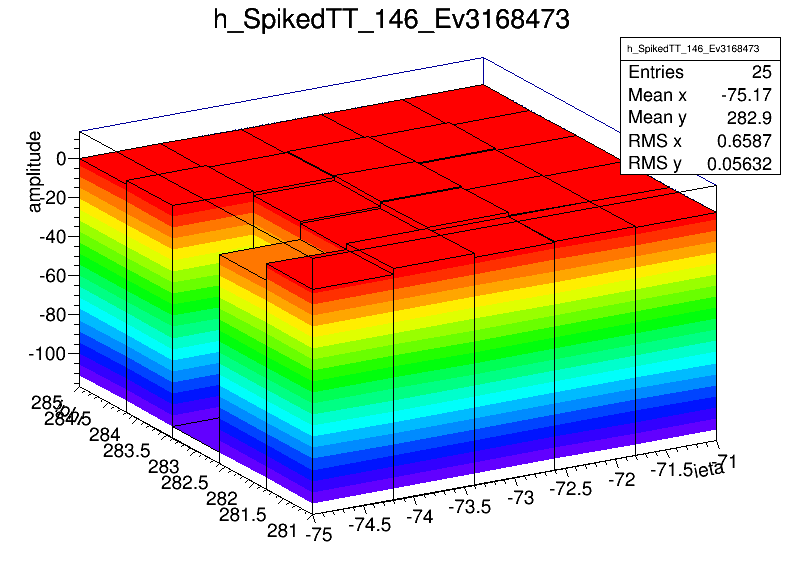 h_SpikedTT_146_Ev3168473
h_SpikedTT_146_Ev3168473
Entries 25
Mean x -75.17
Mean y 282.9
RMS x 0.6587
RMS y 0.05632
amplitude
0
-20
-40
-60
-80
-100
285
284.5
284
283.5
283
282.5
282
281.5
281
-75
-74.5
-74
-73.5
-73
-72.5
-72
-71.5
-71
ieta